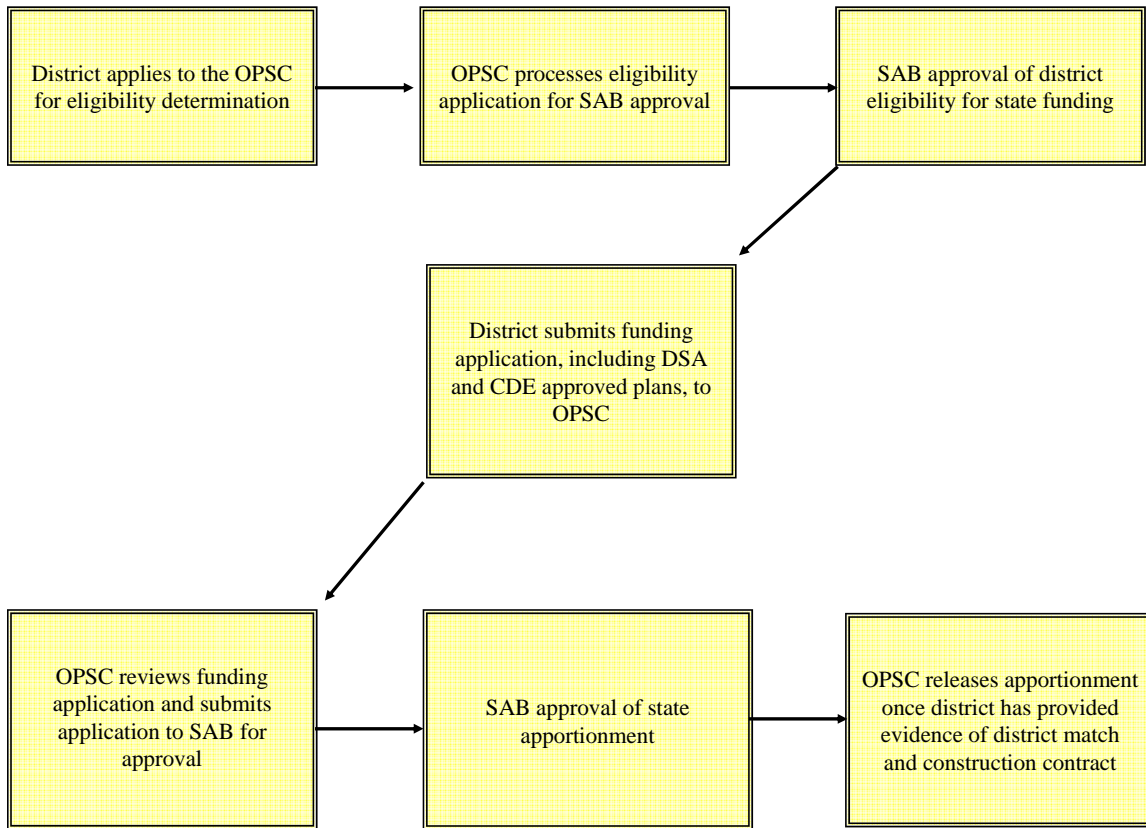 District applies to the OPSC
for eligibility determination
OPSC processes eligibility
application for SAB approval
SAB approval of district
eligibility for state funding
District submits funding
application, including DSA
and CDE approved plans, to
OPSC
OPSC reviews funding
application and submits
application to SAB for
approval
SAB approval of state
apportionment
OPSC releases apportionment
once district has provided
evidence of district match
and construction contract